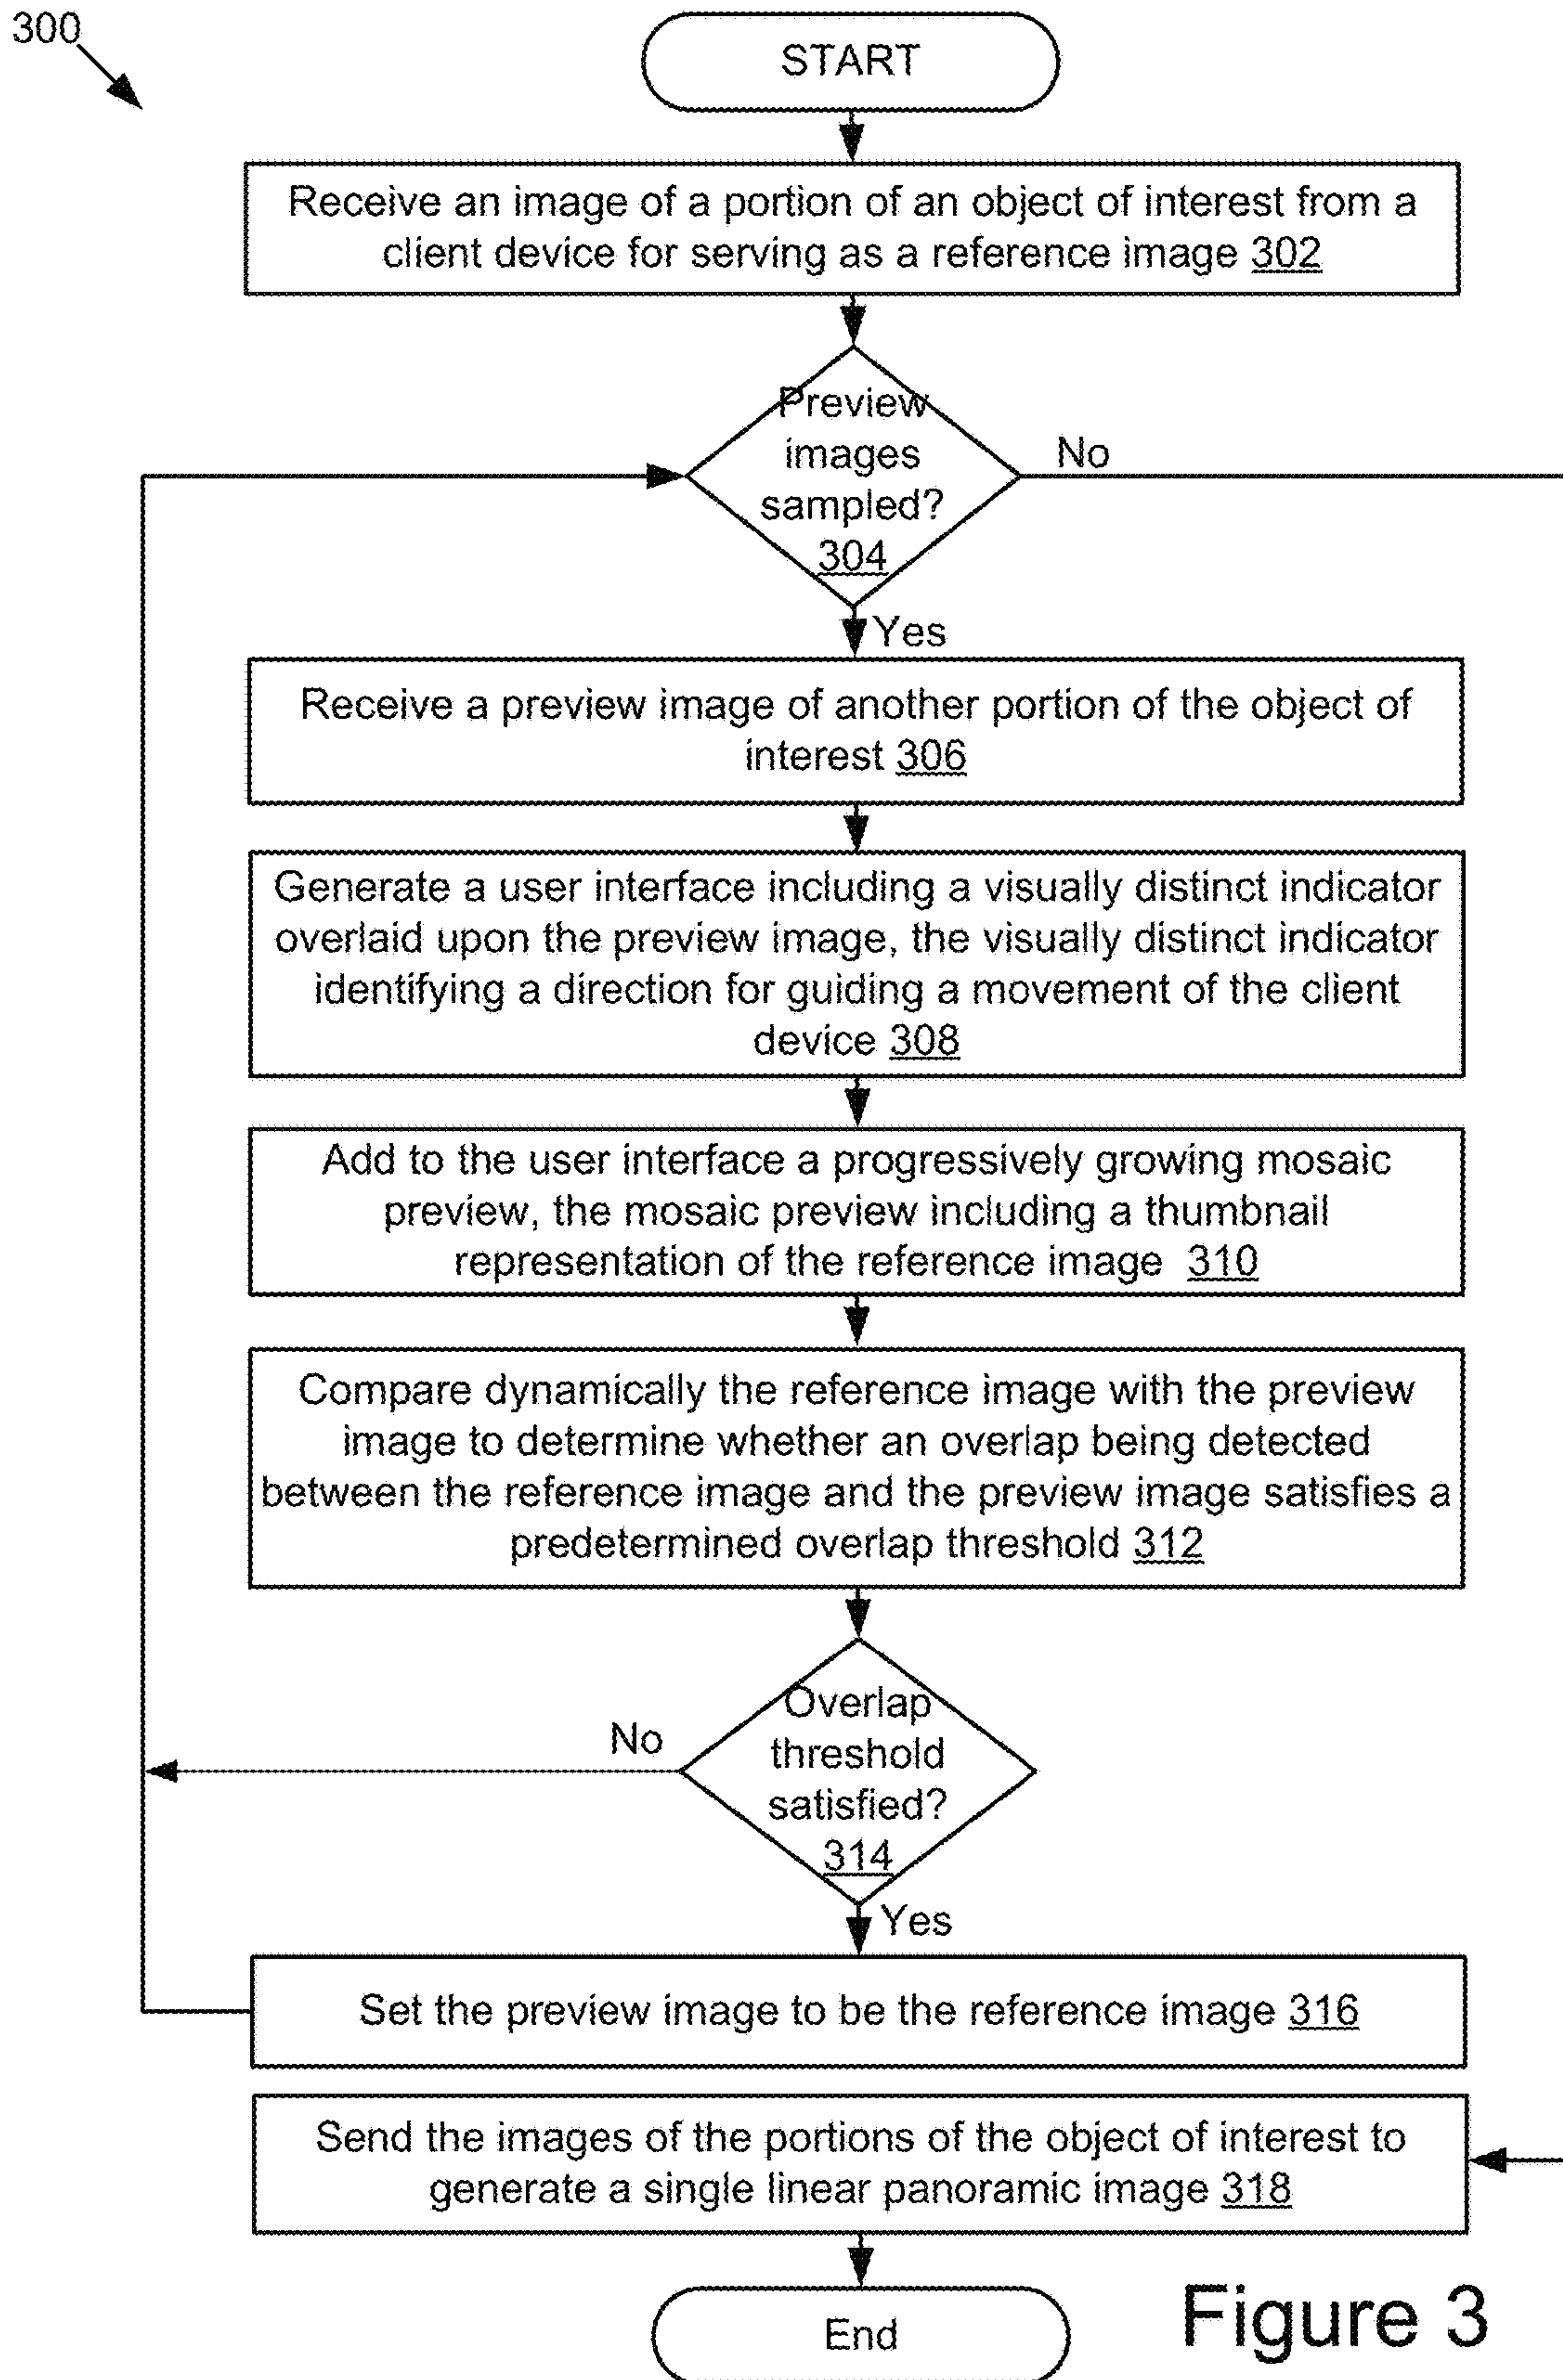 300
START
Receive an image of a portion of an object of interest from a
client device for serving as a reference image 302
Preview
images
sampled?
304
No
Yes
Receive a preview image of another portion of the object of
interest 306
Generate a user interface including a visually distinct indicator
overlaid upon the preview image, the visually distinct indicator
identifying a direction for guiding a movement of the client
device 308
Add to the user interface a progressively growing mosaic
preview, the mosaic preview including a thumbnail
representation of the reference image 310
Compare dynamically the reference image with the preview
image to determine whether an overlap being detected
between the reference image and the preview image satisfies a
predetermined overlap threshold 312
Overlap
threshold
satisfied?
314
No
Yes
Set the preview image to be the reference image 316
Send the images of the portions of the object of interest to
generate a single linear panoramic image 318
End
Figure 3